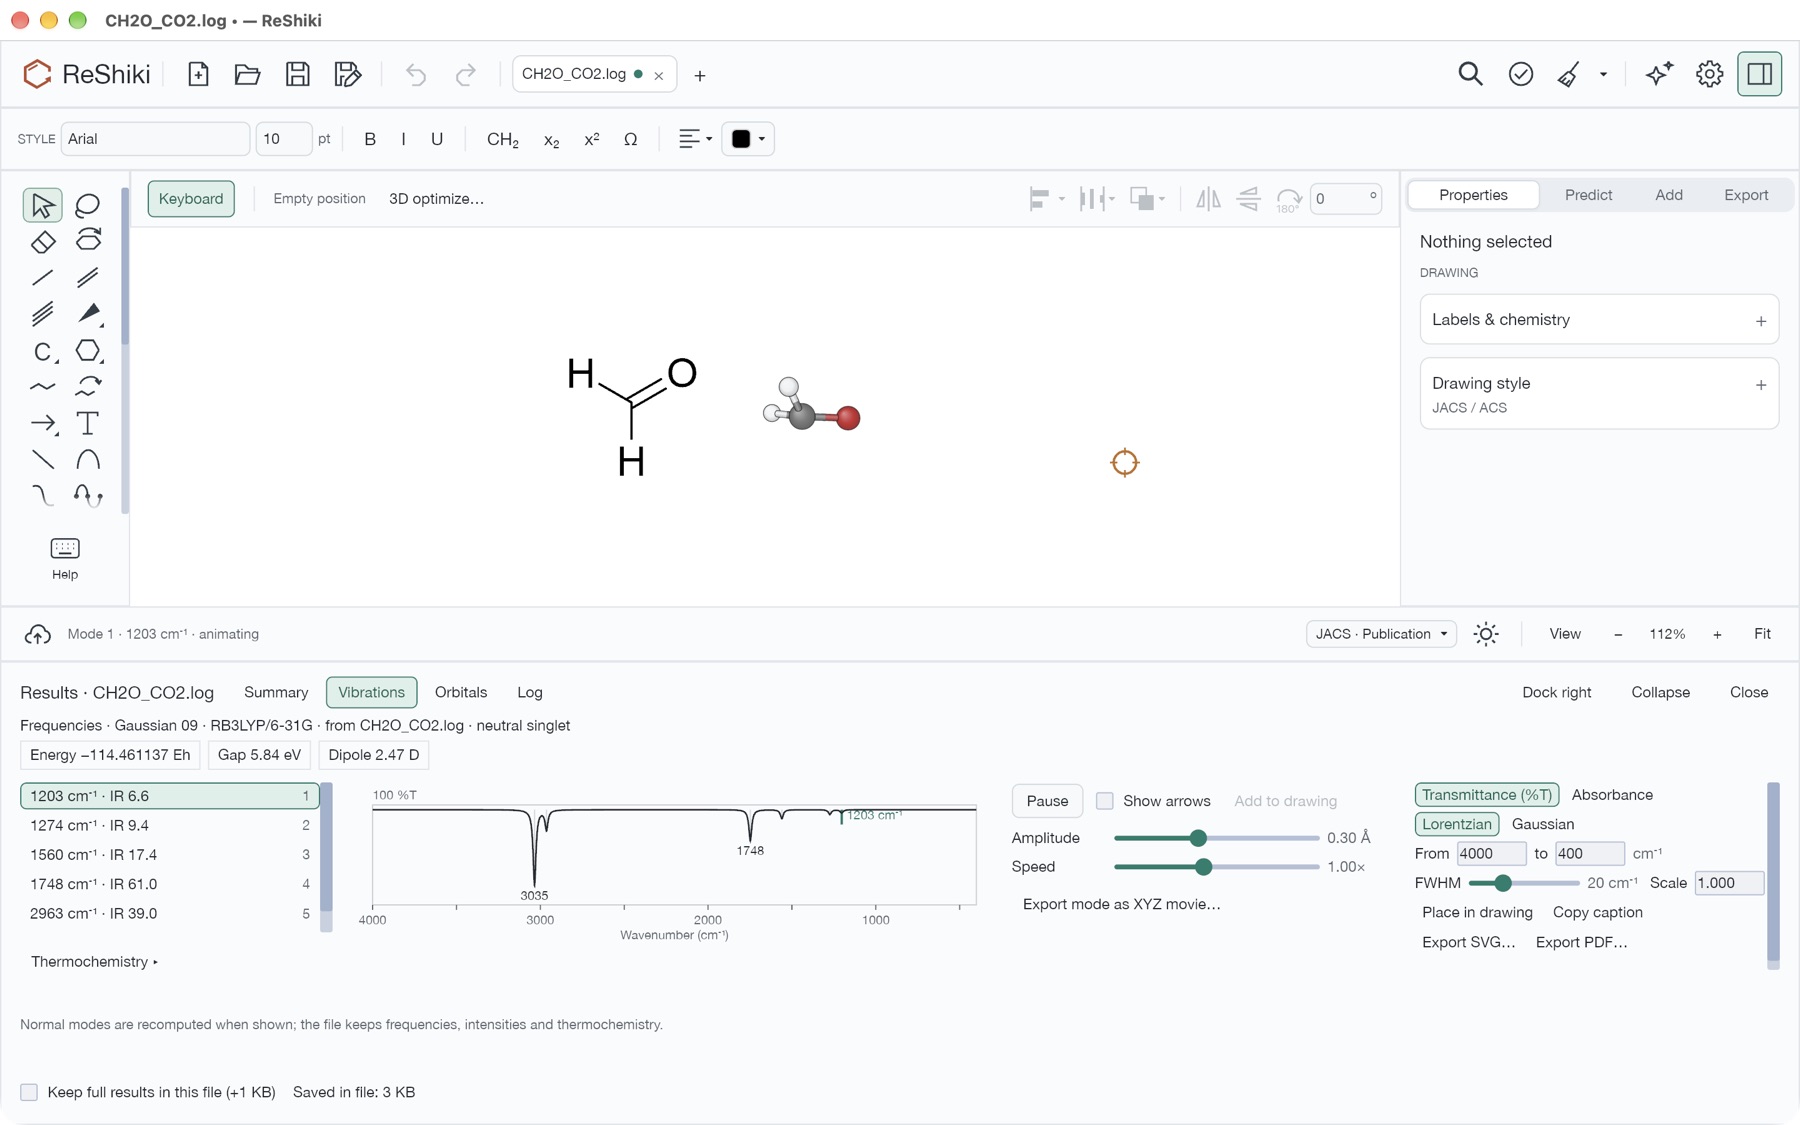 CH2O_CO2.log • — ReShiki
ReShiki
CH2O_CO2.log ● ×
+
STYLE Arial 10 pt B I U CH₂ x₂ x² Ω
Keyboard Empty position 3D optimize... 180° 0 °
Properties Predict Add Export
Nothing selected
DRAWING
Labels & chemistry +
Drawing style +
JACS / ACS
C
T
Help
H O
H
Mode 1 · 1203 cm⁻¹ · animating
JACS · Publication View − 112% + Fit
Results · CH2O_CO2.log Summary Vibrations Orbitals Log Dock right Collapse Close
Frequencies · Gaussian 09 · RB3LYP/6-31G · from CH2O_CO2.log · neutral singlet
Energy −114.461137 Eh Gap 5.84 eV Dipole 2.47 D
1203 cm⁻¹ · IR 6.6 1
1274 cm⁻¹ · IR 9.4 2
1560 cm⁻¹ · IR 17.4 3
1748 cm⁻¹ · IR 61.0 4
2963 cm⁻¹ · IR 39.0 5
Thermochemistry ▸
100 %T
1203 cm⁻¹
1748
3035
4000 3000 2000 1000
Wavenumber (cm⁻¹)
Pause Show arrows Add to drawing
Amplitude 0.30 Å
Speed 1.00×
Export mode as XYZ movie...
Transmittance (%T) Absorbance
Lorentzian Gaussian
From 4000 to 400 cm⁻¹
FWHM 20 cm⁻¹ Scale 1.000
Place in drawing Copy caption
Export SVG... Export PDF...
Normal modes are recomputed when shown; the file keeps frequencies, intensities and thermochemistry.
Keep full results in this file (+1 KB) Saved in file: 3 KB